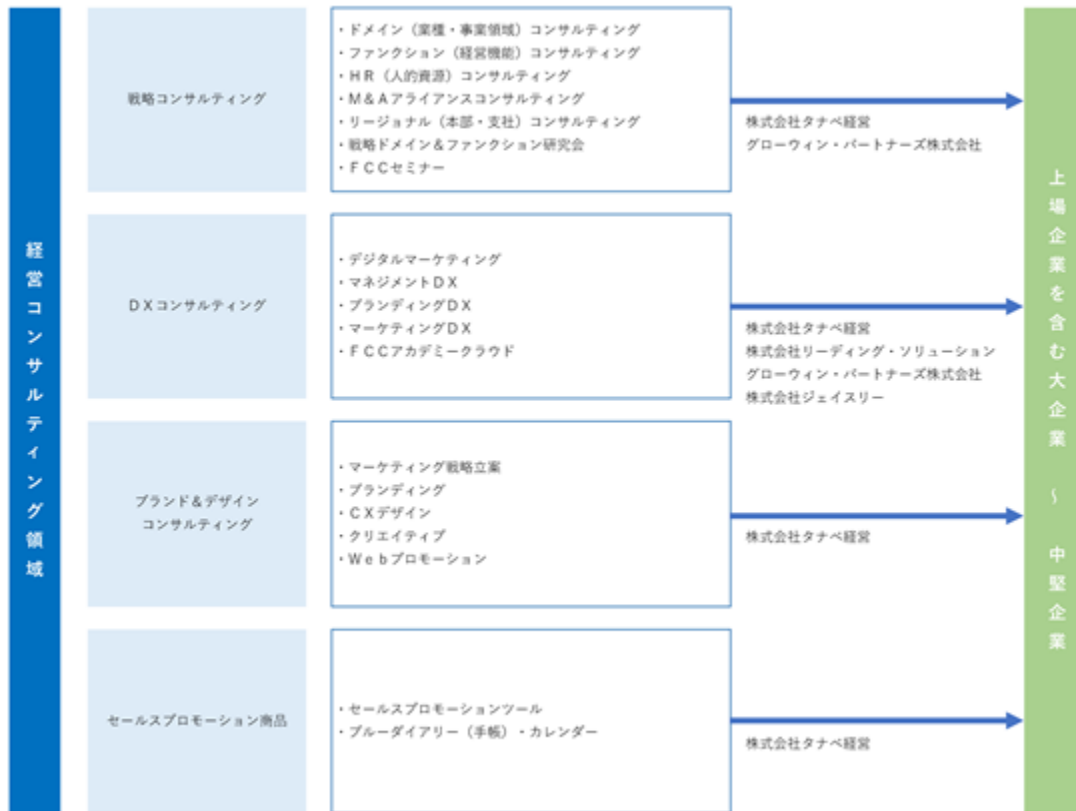 経営コンサルティング領域
戦略コンサルティング
・ドメイン（業種・事業領域）コンサルティング
・ファンクション（経営機能）コンサルティング
・ＨＲ（人的資源）コンサルティング
・Ｍ＆Ａアライアンスコンサルティング
・リージョナル（本部・支社）コンサルティング
・戦略ドメイン＆ファンクション研究会
・ＦＣＣセミナー
株式会社タナベ経営
グローウィン・パートナーズ株式会社
ＤＸコンサルティング
・デジタルマーケティング
・マネジメントＤＸ
・ブランディングＤＸ
・マーケティングＤＸ
・ＦＣＣアカデミークラウド
株式会社タナベ経営
株式会社リーディング・ソリューション
グローウィン・パートナーズ株式会社
株式会社ジェイスリー
ブランド＆デザイン
コンサルティング
・マーケティング戦略立案
・ブランディング
・ＣＸデザイン
・クリエイティブ
・Ｗｅｂプロモーション
株式会社タナベ経営
セールスプロモーション商品
・セールスプロモーションツール
・ブルーダイアリー（手帳）・カレンダー
株式会社タナベ経営
上場企業を含む大企業　～　中堅企業